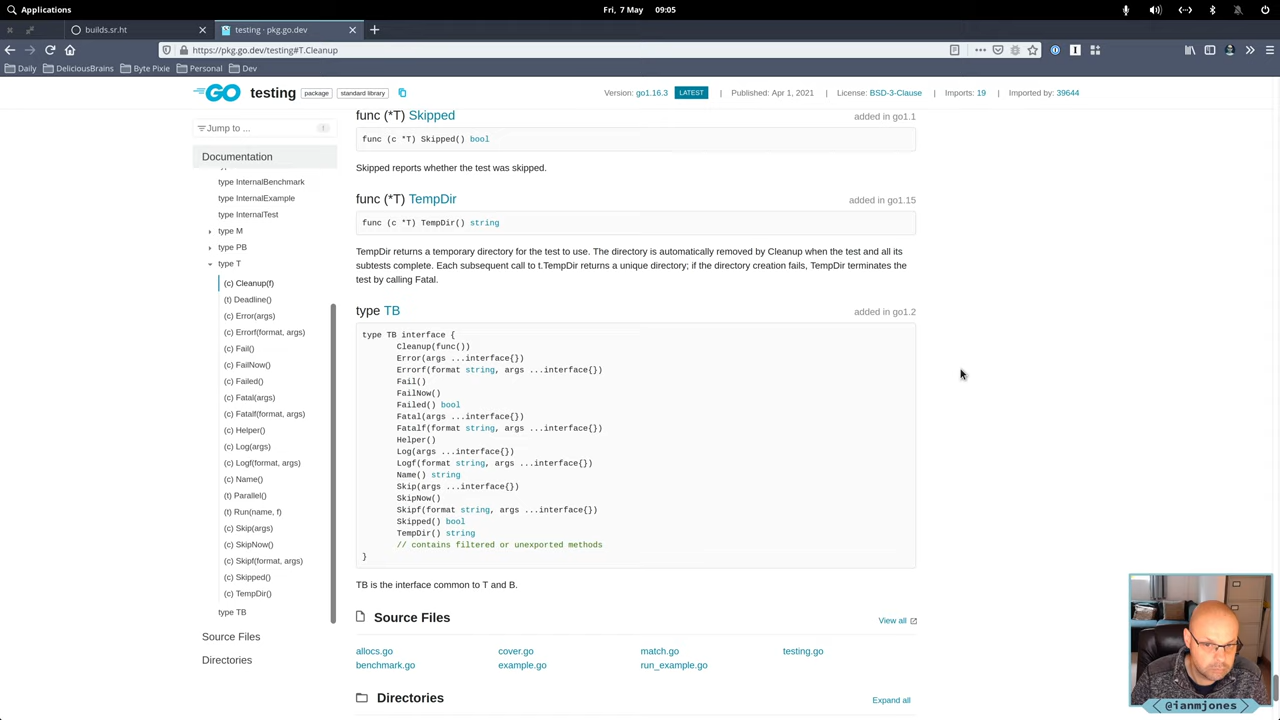 Applications
Fri, 7 May 09:05
builds.sr.ht
testing · pkg.go.dev
https://pkg.go.dev/testing#T.Cleanup
Daily
DeliciousBrains
Byte Pixie
Personal
Dev
GO
testing
package
standard library
Version: go1.16.3
LATEST
| Published: Apr 1, 2021
| License: BSD-3-Clause
| Imports: 19
| Imported by: 39644
Jump to ...
Documentation
type InternalBenchmark
type InternalExample
type InternalTest
type M
type PB
type T
(c) Cleanup(f)
(t) Deadline()
(c) Error(args)
(c) Errorf(format, args)
(c) Fail()
(c) FailNow()
(c) Failed()
(c) Fatal(args)
(c) Fatalf(format, args)
(c) Helper()
(c) Log(args)
(c) Logf(format, args)
(c) Name()
(t) Parallel()
(t) Run(name, f)
(c) Skip(args)
(c) SkipNow()
(c) Skipf(format, args)
(c) Skipped()
(c) TempDir()
type TB
Source Files
Directories
func (*T) Skipped
added in go1.1
func (c *T) Skipped() bool
Skipped reports whether the test was skipped.
func (*T) TempDir
added in go1.15
func (c *T) TempDir() string
TempDir returns a temporary directory for the test to use. The directory is automatically removed by Cleanup when the test and all its
subtests complete. Each subsequent call to t.TempDir returns a unique directory; if the directory creation fails, TempDir terminates the
test by calling Fatal.
type TB
added in go1.2
type TB interface {
Cleanup(func())
Error(args ...interface{})
Errorf(format string, args ...interface{})
Fail()
FailNow()
Failed() bool
Fatal(args ...interface{})
Fatalf(format string, args ...interface{})
Helper()
Log(args ...interface{})
Logf(format string, args ...interface{})
Name() string
Skip(args ...interface{})
SkipNow()
Skipf(format string, args ...interface{})
Skipped() bool
TempDir() string
// contains filtered or unexported methods
}
TB is the interface common to T and B.
Source Files
View all
allocs.go
cover.go
match.go
testing.go
benchmark.go
example.go
run_example.go
Directories
Expand all
@ianmjones